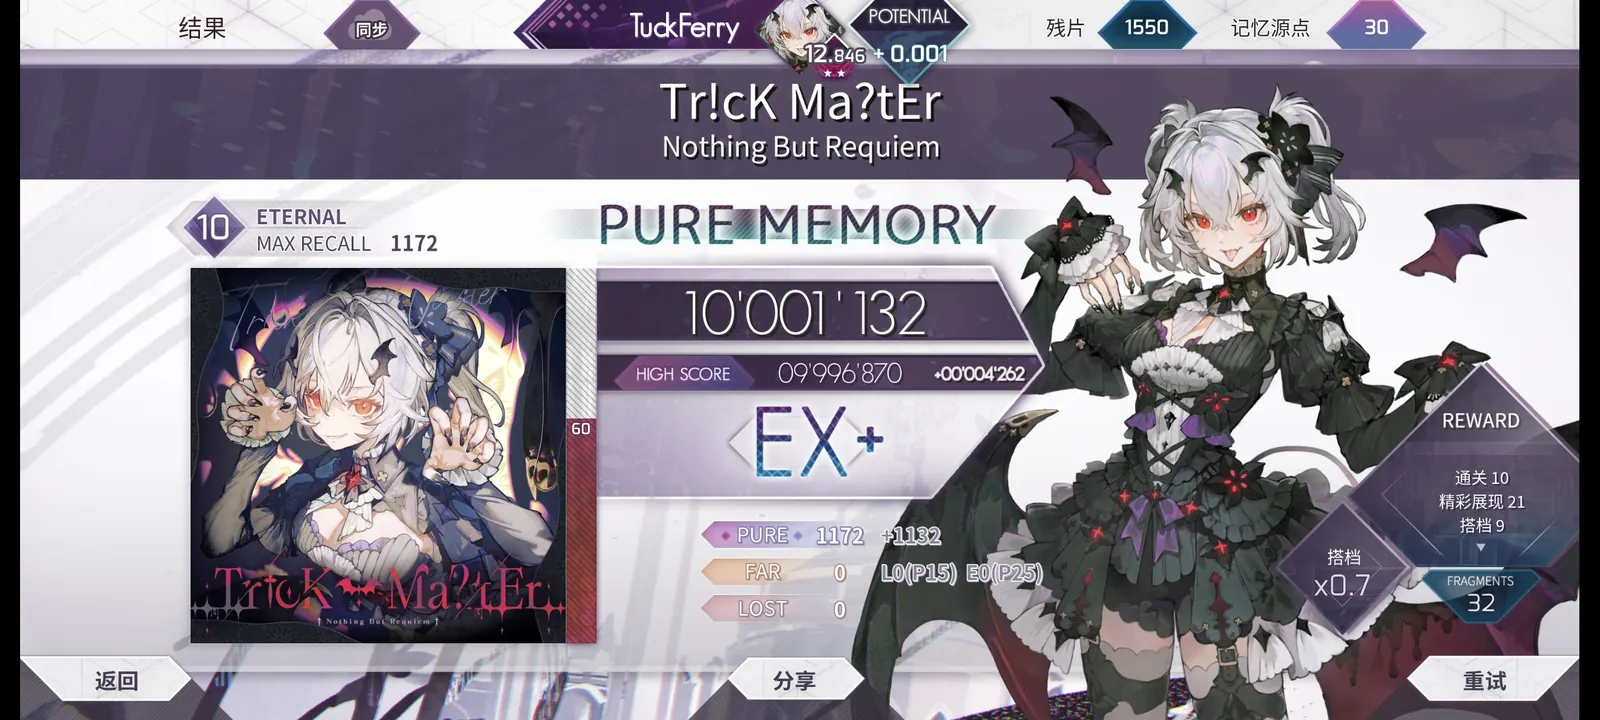 结果
同步
TuckFerry
POTENTIAL
12.846 + 0.001
残片
1550
记忆源点
30
Tr!cK Ma?tEr
Nothing But Requiem
10
ETERNAL
MAX RECALL 1172
PURE MEMORY
10'001'132
HIGH SCORE 09'996'870 +00'004'262
60
EX+
Tr!cK Ma?tEr
† Nothing But Requiem †
PURE 1172 +1132
FAR 0 L0(P15) E0(P25)
LOST 0
REWARD
通关 10
精彩展现 21
搭档 9
搭档
x0.7
FRAGMENTS
32
返回
分享
重试